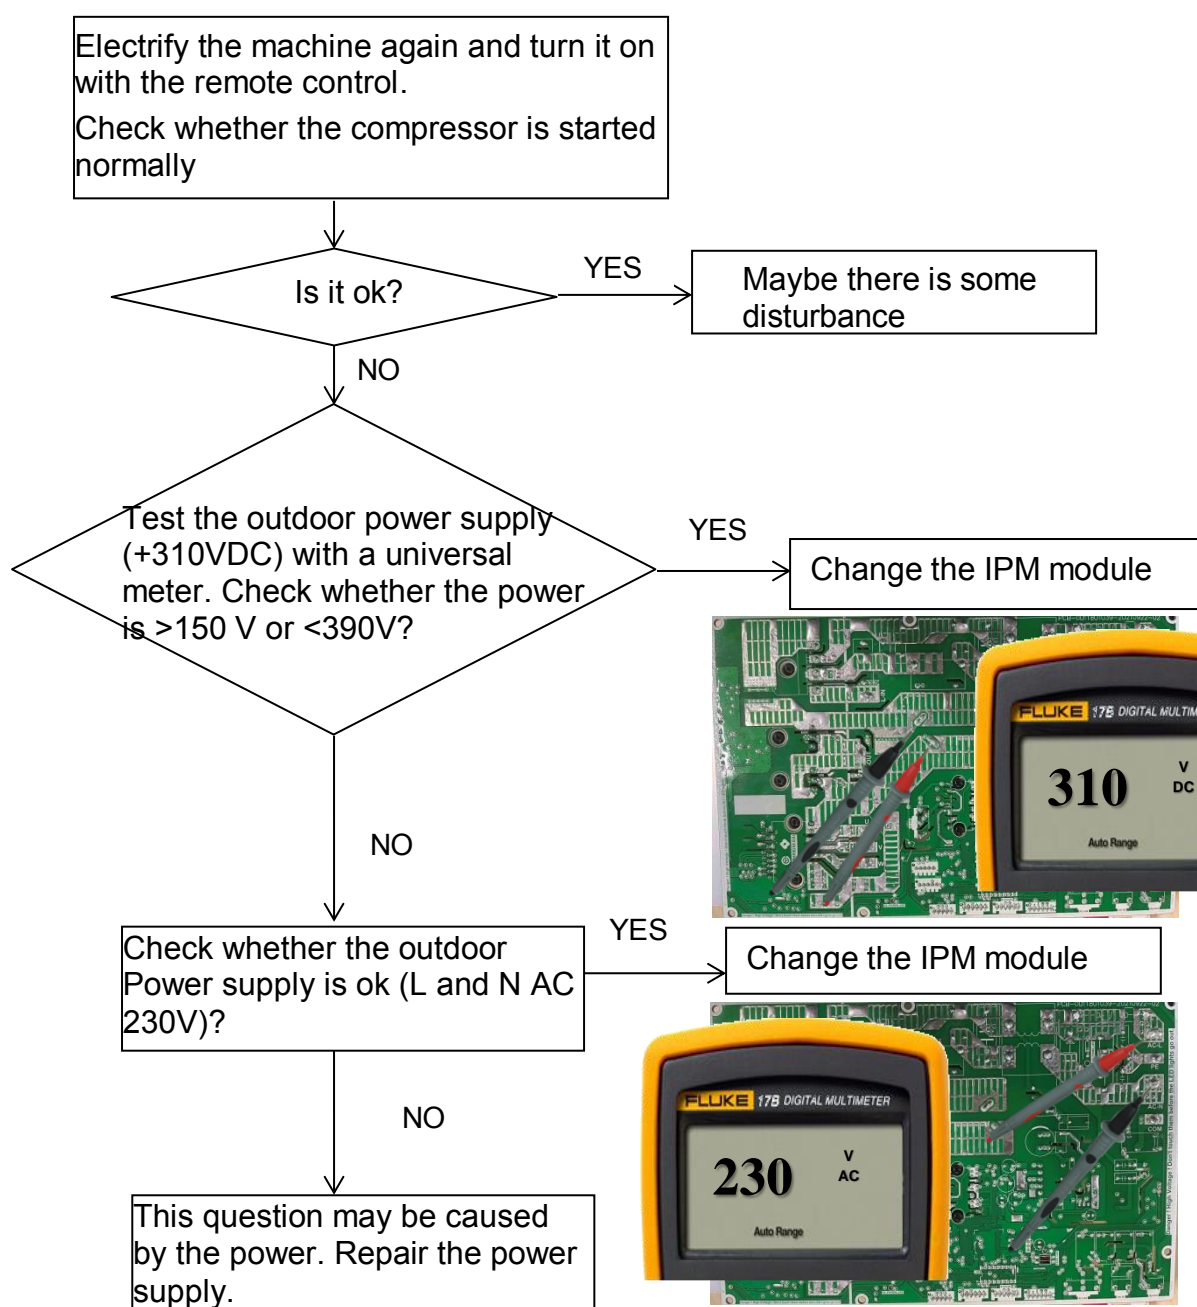 Electrify the machine again and turn it on
with the remote control.
Check whether the compressor is started
normally
Is it ok?
YES
Maybe there is some
disturbance
NO
Test the outdoor power supply
(+310VDC) with a universal
meter. Check whether the power
is >150 V or <390V?
YES
Change the IPM module
FLUKE 17B DIGITAL MULTIM
310
V
DC
Auto Range
NO
Check whether the outdoor
Power supply is ok (L and N AC
230V)?
YES
Change the IPM module
AC-L
PE
AC-N
COM
FLUKE 17B DIGITAL MULTIMETER
230
V
AC
Auto Range
NO
This question may be caused
by the power. Repair the power
supply.